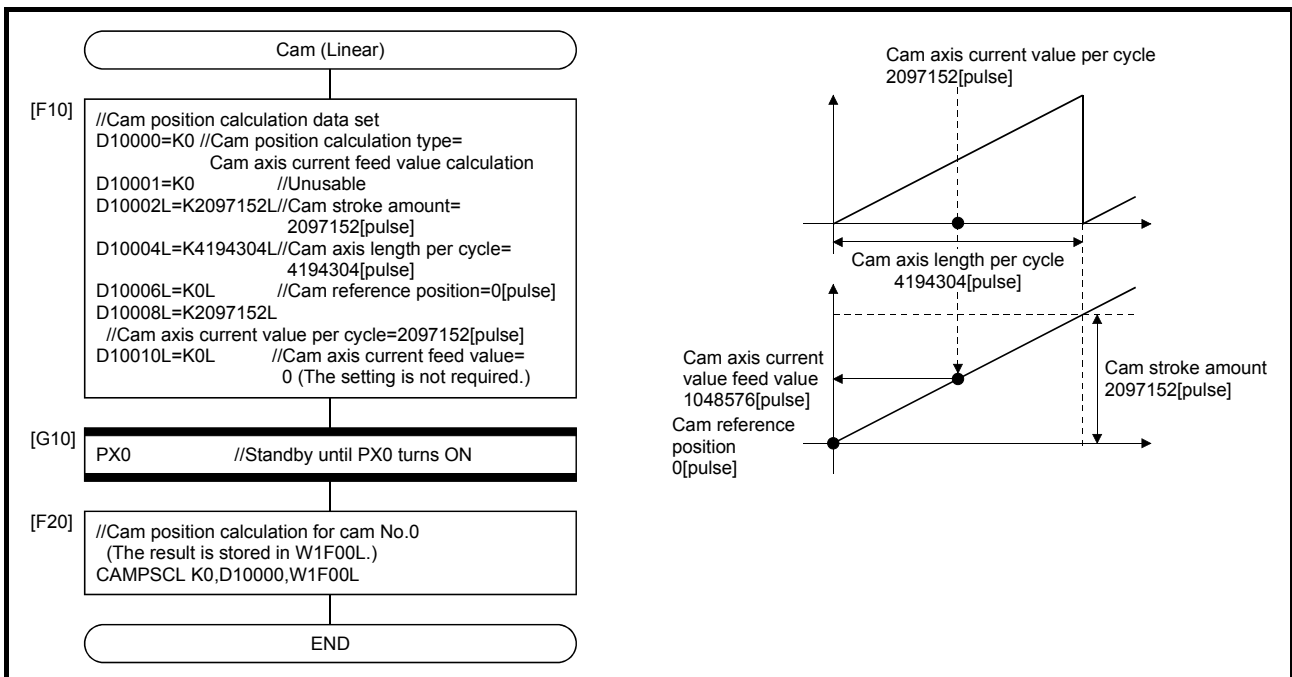 Cam (Linear)
[F10]
//Cam position calculation data set
D10000=K0 //Cam position calculation type=
Cam axis current feed value calculation
D10001=K0 //Unusable
D10002L=K2097152L//Cam stroke amount=
2097152[pulse]
D10004L=K4194304L//Cam axis length per cycle=
4194304[pulse]
D10006L=K0L //Cam reference position=0[pulse]
D10008L=K2097152L
//Cam axis current value per cycle=2097152[pulse]
D10010L=K0L //Cam axis current feed value=
0 (The setting is not required.)
[G10]
PX0 //Standby until PX0 turns ON
[F20]
//Cam position calculation for cam No.0
(The result is stored in W1F00L.)
CAMPSCL K0,D10000,W1F00L
END
Cam axis current value per cycle
2097152[pulse]
Cam axis length per cycle
4194304[pulse]
Cam axis current
value feed value
1048576[pulse]
Cam reference
position
0[pulse]
Cam stroke amount
2097152[pulse]